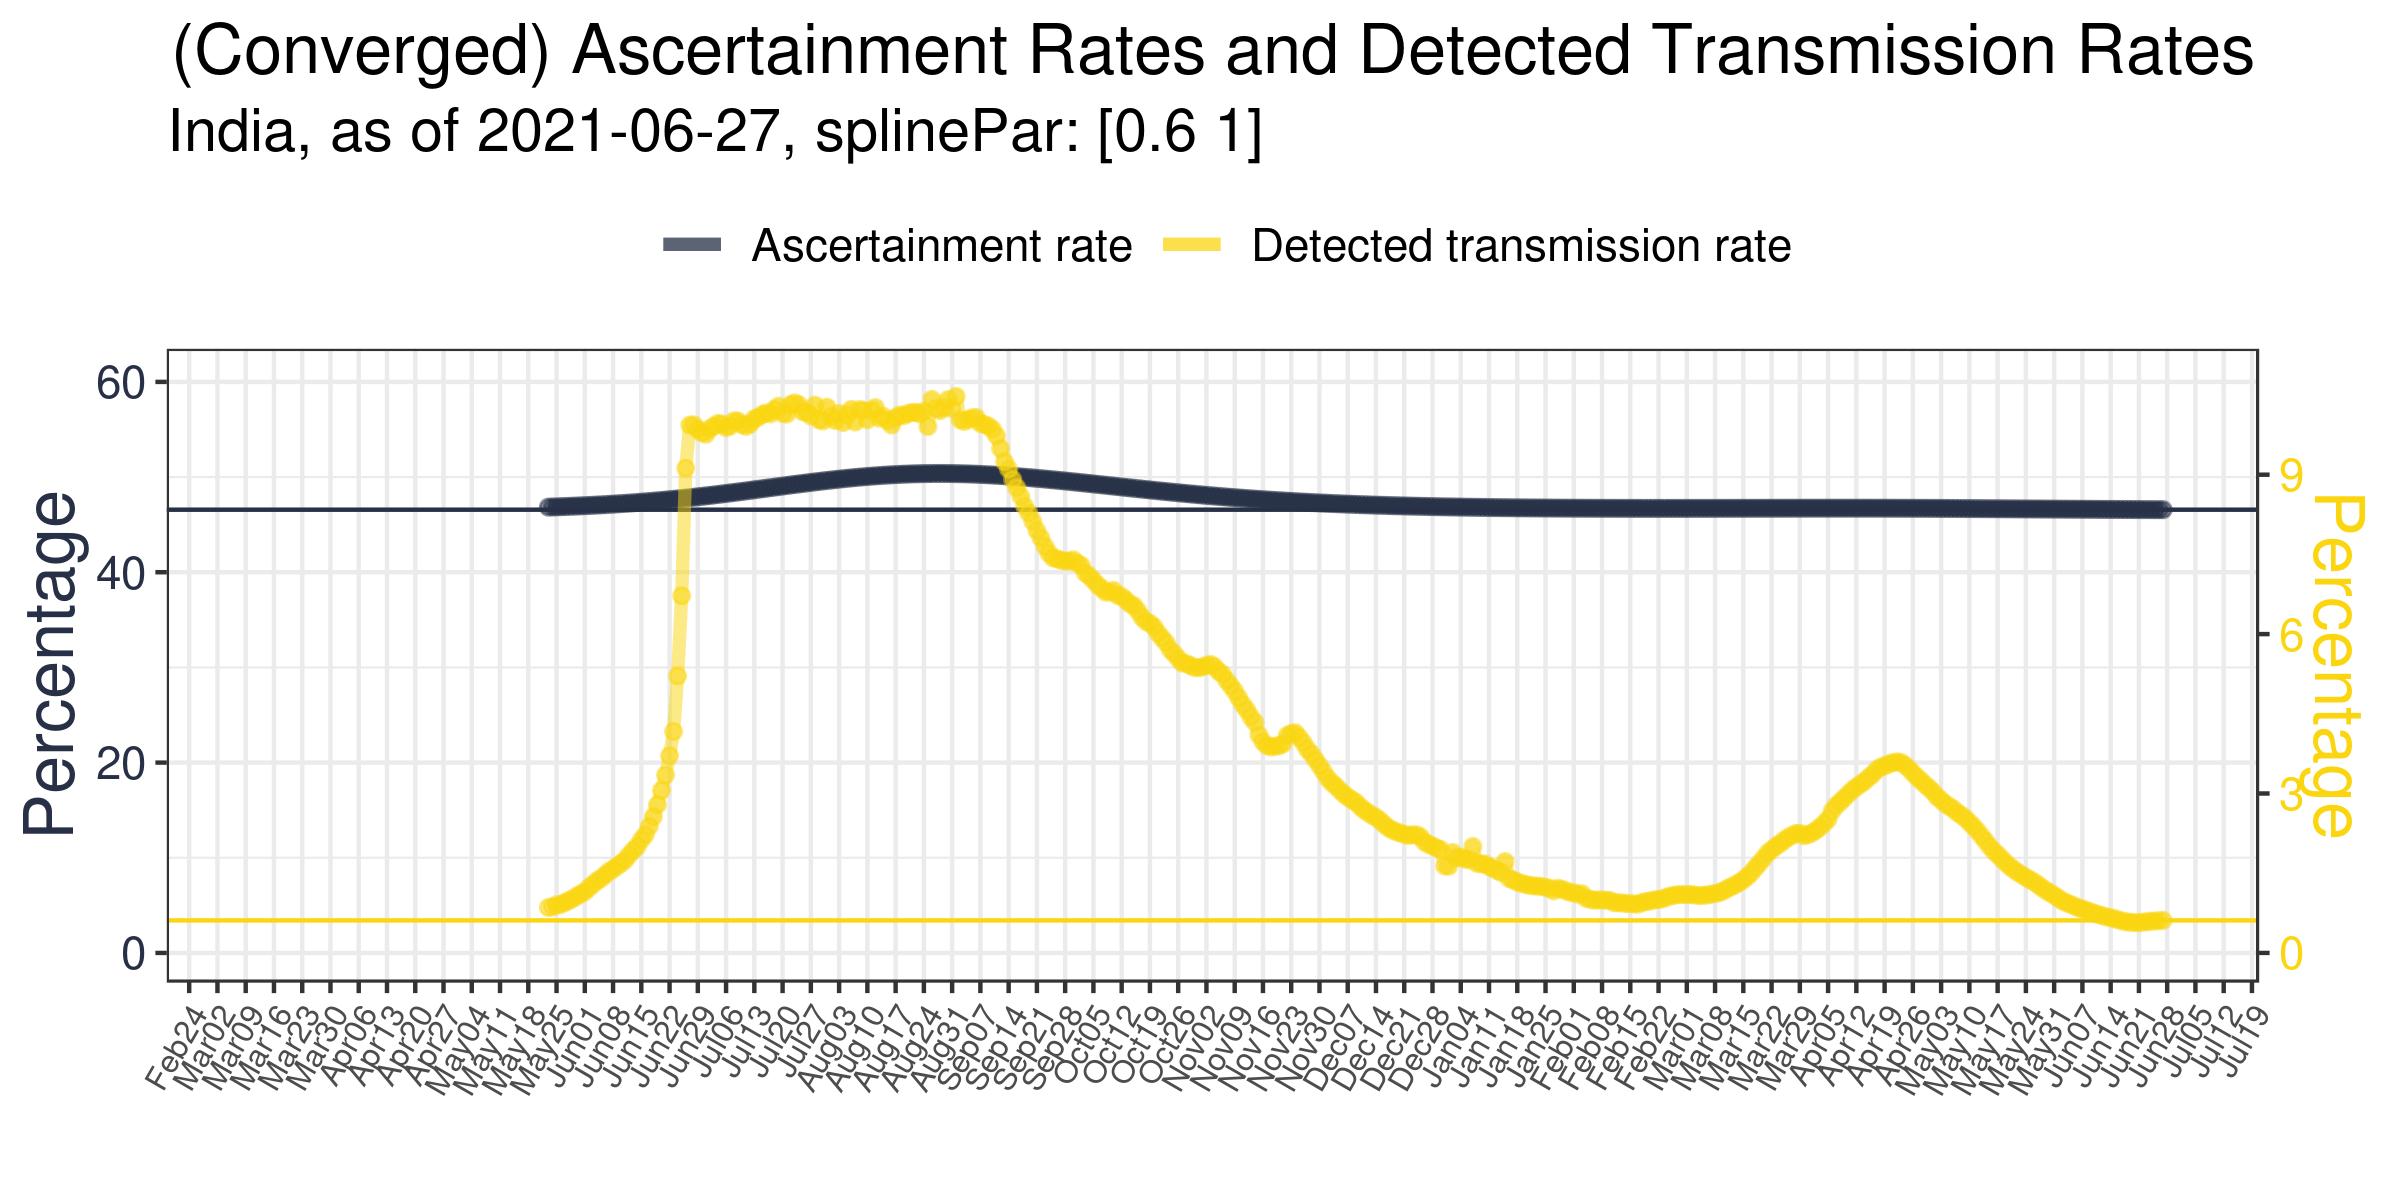 (Converged) Ascertainment Rates and Detected Transmission Rates
India, as of 2021-06-27, splinePar: [0.6 1]
Ascertainment rate Detected transmission rate
Percentage
60
40
20
0
9
6
3
0
Percentage
Feb24 Mar02 Mar09 Mar16 Mar23 Mar30 Apr06 Apr13 Apr20 Apr27 May04 May11 May18 May25 Jun01 Jun08 Jun15 Jun22 Jun29 Jul06 Jul13 Jul20 Jul27 Aug03 Aug10 Aug17 Aug24 Aug31 Sep07 Sep14 Sep21 Sep28 Oct05 Oct12 Oct19 Oct26 Nov02 Nov09 Nov16 Nov23 Nov30 Dec07 Dec14 Dec21 Dec28 Jan04 Jan11 Jan18 Jan25 Feb01 Feb08 Feb15 Feb22 Mar01 Mar08 Mar15 Mar22 Mar29 Apr05 Apr12 Apr19 Apr26 May03 May10 May17 May24 May31 Jun07 Jun14 Jun21 Jun28 Jul05 Jul12 Jul19